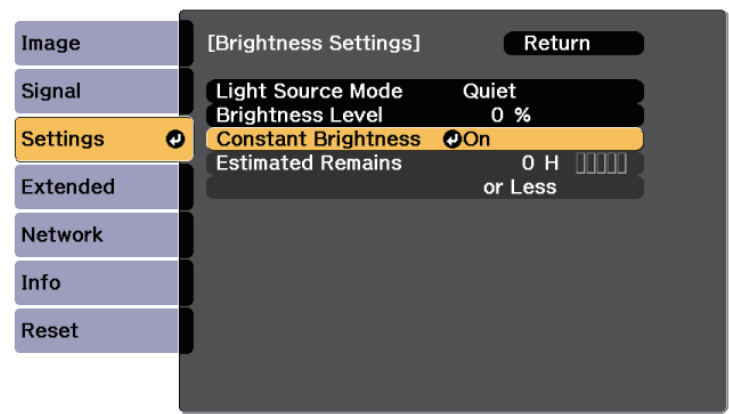 Image
Signal
Settings
Extended
Network
Info
Reset
[Brightness Settings] Return
Light Source Mode Quiet
Brightness Level 0 %
Constant Brightness On
Estimated Remains 0 H
or Less